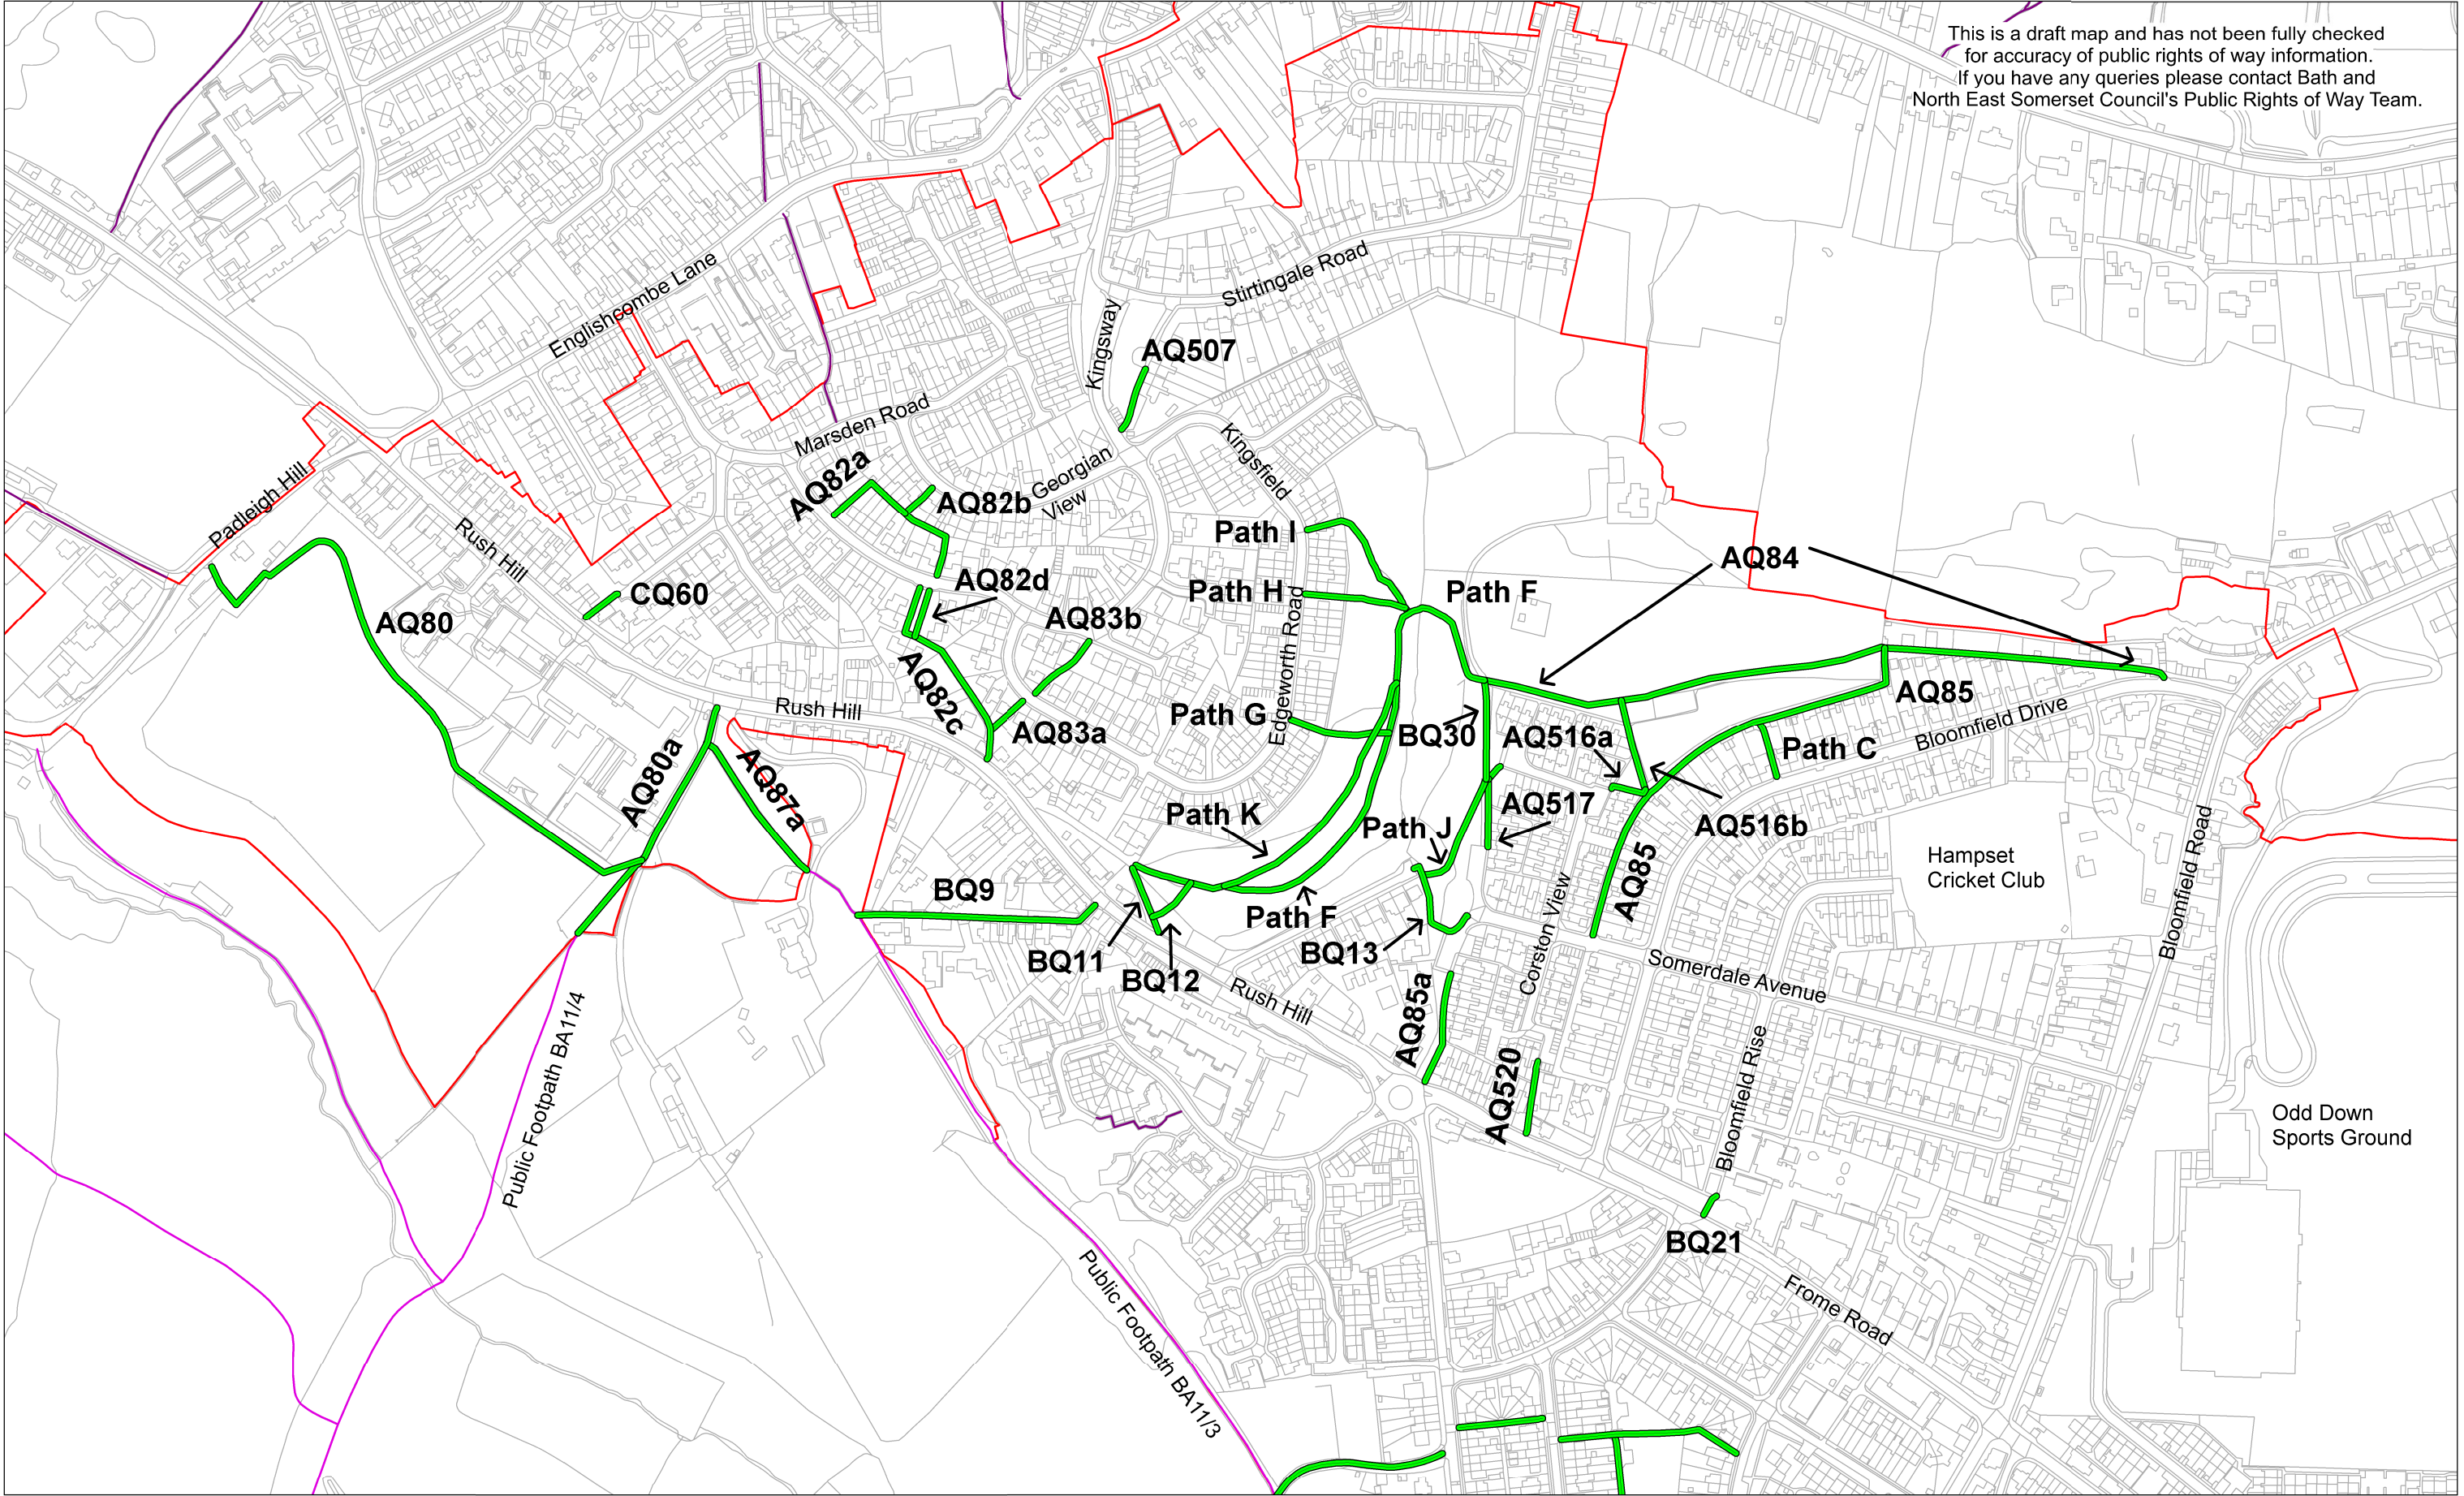 This is a draft map and has not been fully checked
for accuracy of public rights of way information.
If you have any queries please contact Bath and
North East Somerset Council's Public Rights of Way Team.
Englishcombe Lane
Stirtingale Road
Kingsway
AQ507
Marsden Road
Kingsfield
Georgian
View
AQ82a
AQ82b
Padleigh Hill
Rush Hill
Path I
AQ84
AQ82d
CQ60
Path H
Path F
AQ80
AQ83b
Edgeworth Road
AQ82c
AQ85
Rush Hill
Path G
AQ83a
BQ30
AQ516a
Bloomfield Drive
Path C
AQ80a
AQ87a
Path K
AQ517
Path J
AQ516b
Hampset
Cricket Club
Bloomfield Road
AQ85
BQ9
Path F
Corston View
BQ13
BQ11
BQ12
Somerdale Avenue
Rush Hill
AQ85a
Public Footpath BA11/4
AQ520
Bloomfield Rise
Odd Down
Sports Ground
BQ21
Public Footpath BA11/3
Frome Road